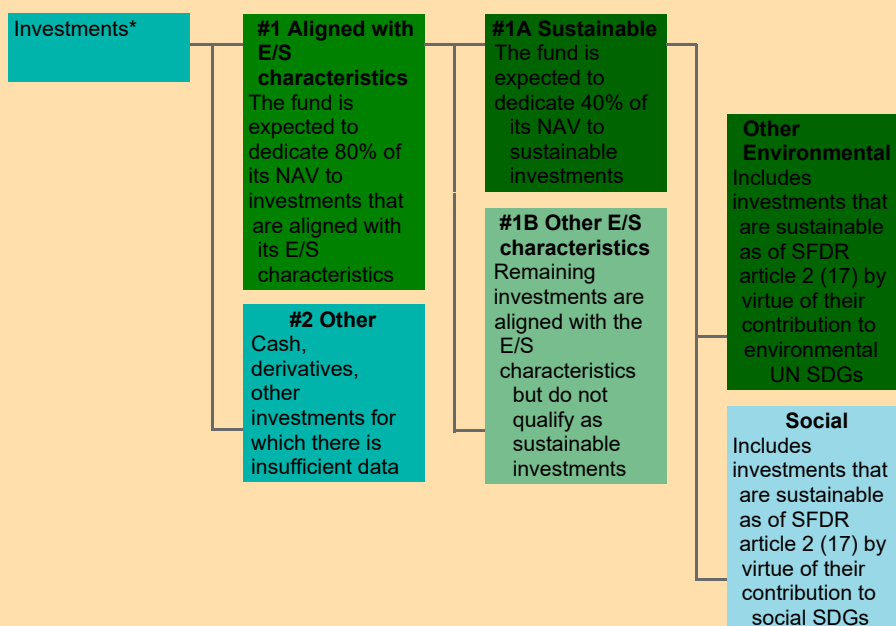 Investments*
#1 Aligned with
E/S
characteristics
The fund is
expected to
dedicate 80% of
its NAV to
investments that
are aligned with
its E/S
characteristics
#2 Other
Cash,
derivatives,
other
investments for
which there is
insufficient data
#1A Sustainable
The fund is
expected to
dedicate 40% of
its NAV to
sustainable
investments
#1B Other E/S
characteristics
Remaining
investments are
aligned with the
E/S
characteristics
but do not
qualify as
sustainable
investments
Other
Environmental
Includes
investments that
are sustainable
as of SFDR
article 2 (17) by
virtue of their
contribution to
environmental
UN SDGs
Social
Includes
investments that
are sustainable
as of SFDR
article 2 (17) by
virtue of their
contribution to
social SDGs